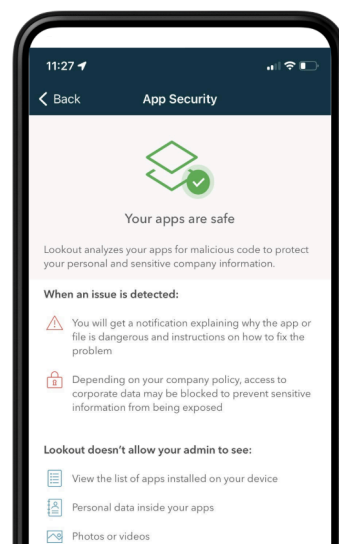 11:27
Back
App Security
Your apps are safe
Lookout analyzes your apps for malicious code to protect
your personal and sensitive company information.
When an issue is detected:
You will get a notification explaining why the app or
file is dangerous and instructions on how to fix the
problem
Depending on your company policy, access to
corporate data may be blocked to prevent sensitive
information from being exposed
Lookout doesn't allow your admin to see:
View the list of apps installed on your device
Personal data inside your apps
Photos or videos